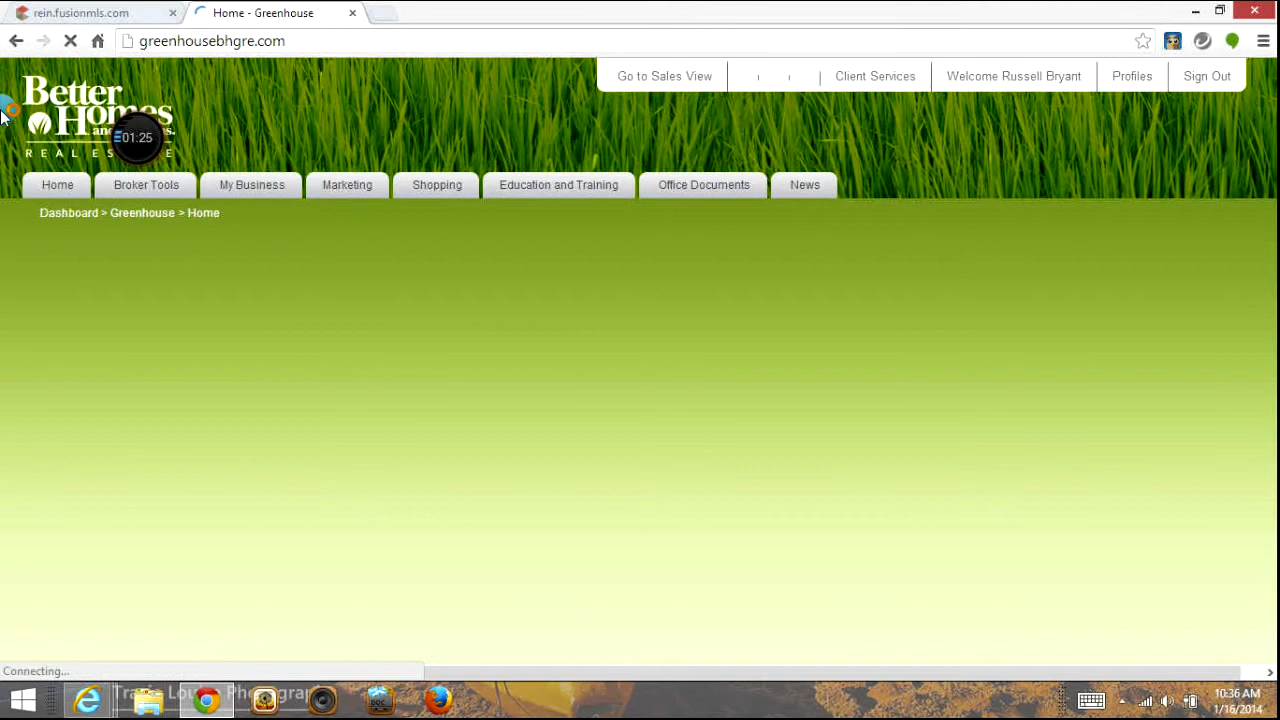 rein.fusionmls.com
Home - Greenhouse
greenhousebhgre.com
Go to Sales View
Client Services
Welcome Russell Bryant
Profiles
Sign Out
Better
Homes
and
REAL ES E
01:25
Home
Broker Tools
My Business
Marketing
Shopping
Education and Training
Office Documents
News
Dashboard > Greenhouse > Home
Connecting...
DOC
10:36 AM
1/16/2014